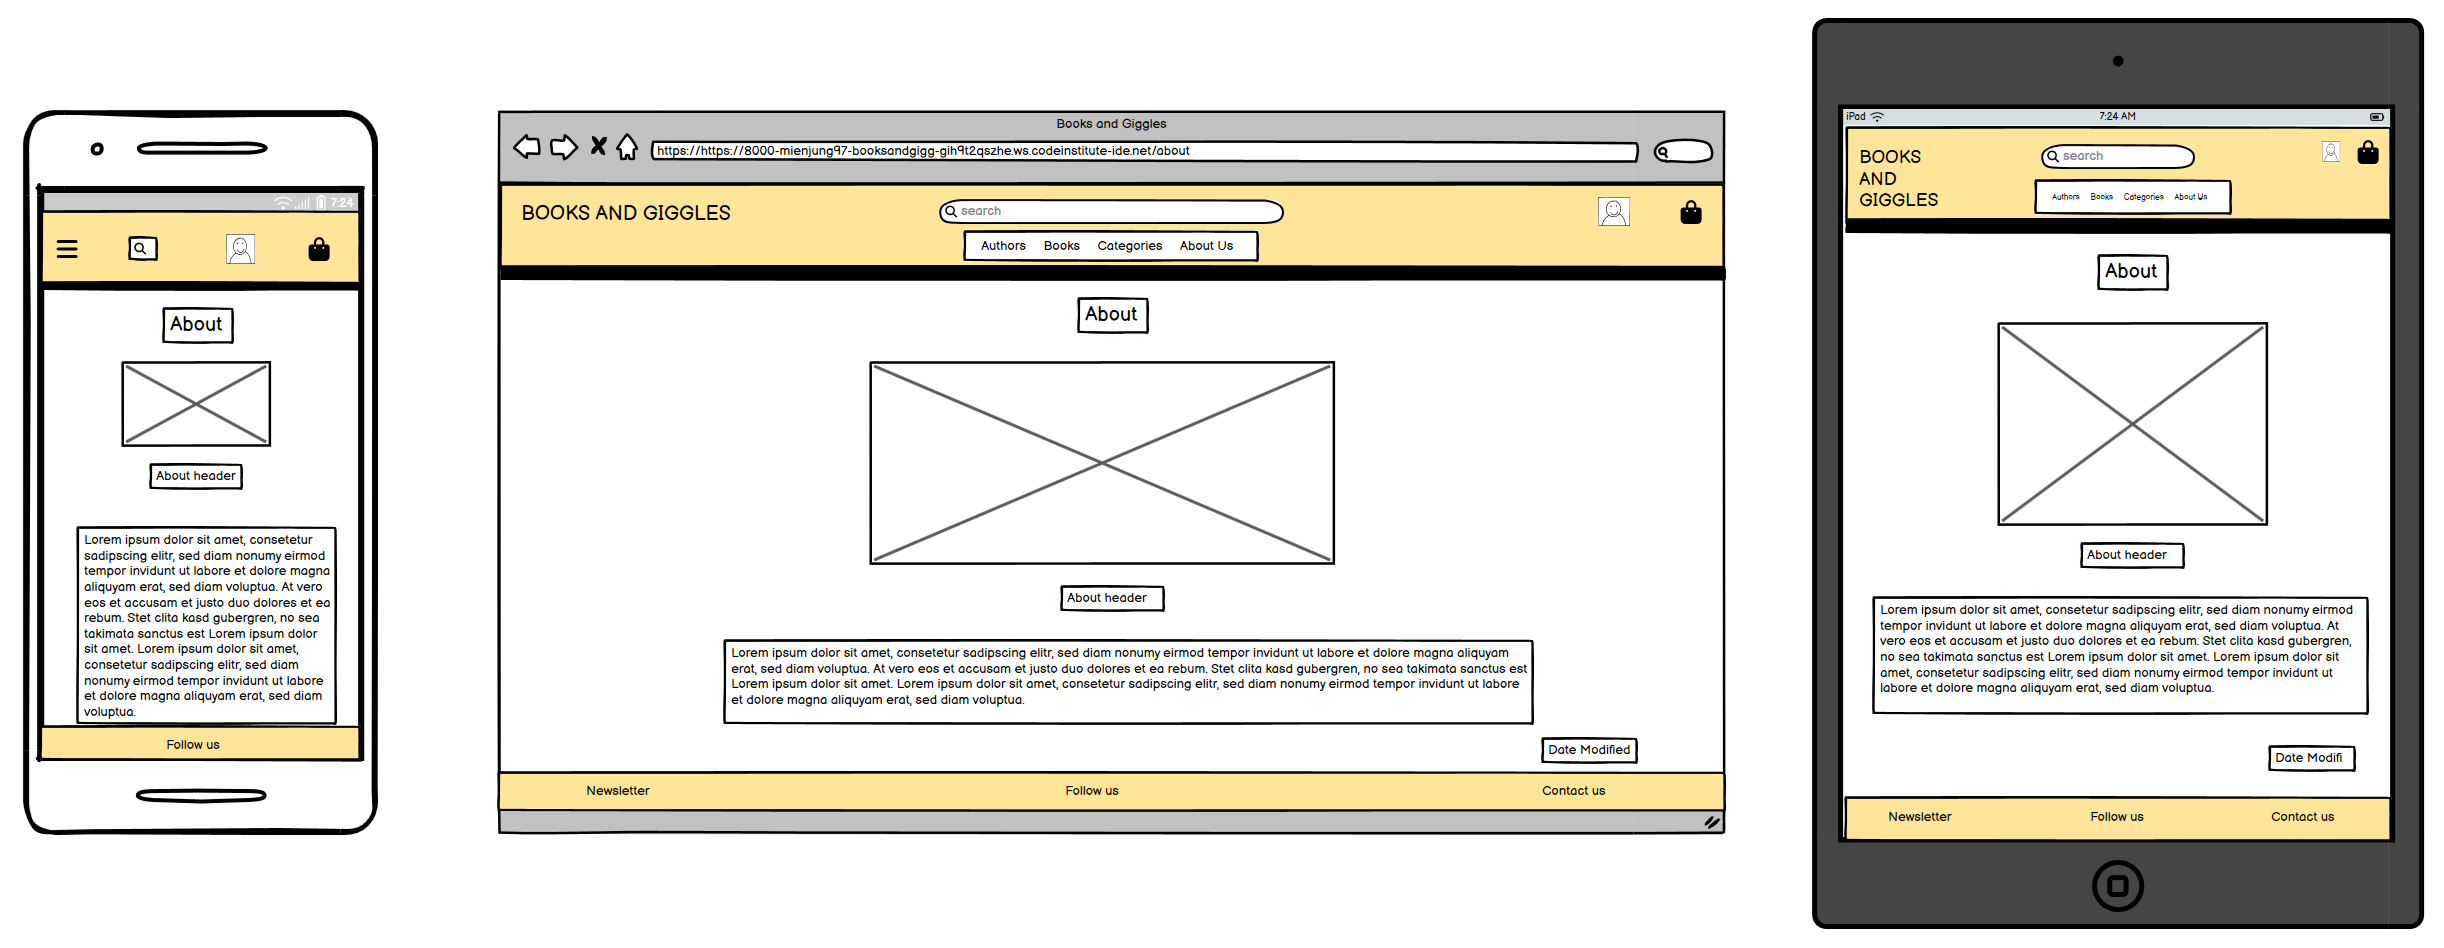 7:24
About
About header
Lorem ipsum dolor sit amet, consetetur
sadipscing elitr, sed diam nonumy eirmod
tempor invidunt ut labore et dolore magna
aliquyam erat, sed diam voluptua. At vero
eos et accusam et justo duo dolores et ea
rebum. Stet clita kasd gubergren, no sea
takimata sanctus est Lorem ipsum dolor
sit amet. Lorem ipsum dolor sit amet,
consetetur sadipscing elitr, sed diam
nonumy eirmod tempor invidunt ut labore
et dolore magna aliquyam erat, sed diam
voluptua.
Follow us
Books and Giggles
https://https://8000-mienjung97-booksandgigg-gih9t2qszhe.ws.codeinstitute-ide.net/about
BOOKS AND GIGGLES
search
Authors Books Categories About Us
About
About header
Lorem ipsum dolor sit amet, consetetur sadipscing elitr, sed diam nonumy eirmod tempor invidunt ut labore et dolore magna aliquyam
erat, sed diam voluptua. At vero eos et accusam et justo duo dolores et ea rebum. Stet clita kasd gubergren, no sea takimata sanctus est
Lorem ipsum dolor sit amet. Lorem ipsum dolor sit amet, consetetur sadipscing elitr, sed diam nonumy eirmod tempor invidunt ut labore
et dolore magna aliquyam erat, sed diam voluptua.
Date Modified
Newsletter Follow us Contact us
iPad 7:24 AM
BOOKS
AND
GIGGLES
search
Authors Books Categories About Us
About
About header
Lorem ipsum dolor sit amet, consetetur sadipscing elitr, sed diam nonumy eirmod
tempor invidunt ut labore et dolore magna aliquyam erat, sed diam voluptua. At
vero eos et accusam et justo duo dolores et ea rebum. Stet clita kasd gubergren,
no sea takimata sanctus est Lorem ipsum dolor sit amet. Lorem ipsum dolor sit
amet, consetetur sadipscing elitr, sed diam nonumy eirmod tempor invidunt ut
labore et dolore magna aliquyam erat, sed diam voluptua.
Date Modifi
Newsletter Follow us Contact us